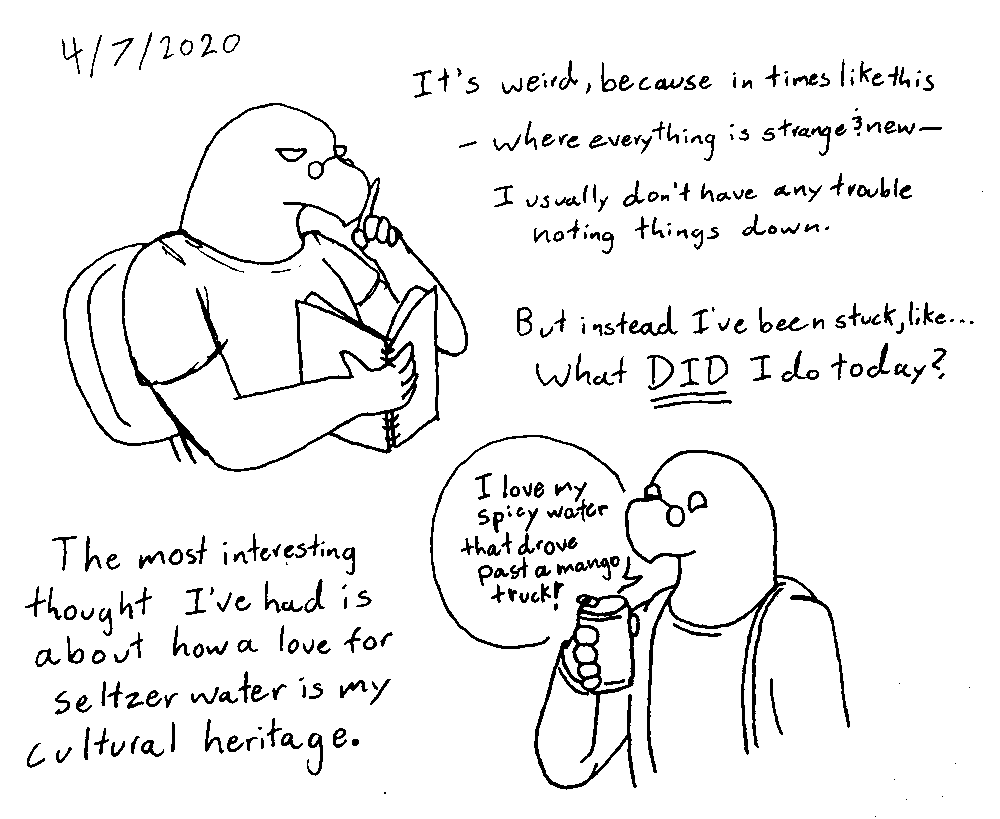 4/7/2020
It's weird, because in times like this
— where everything is strange & new —
I usually don't have any trouble
noting things down.
But instead I've been stuck, like...
What DID I do today?
I love my
spicy water
that drove
past a mango
truck!
The most interesting
thought I've had is
about how a love for
seltzer water is my
cultural heritage.